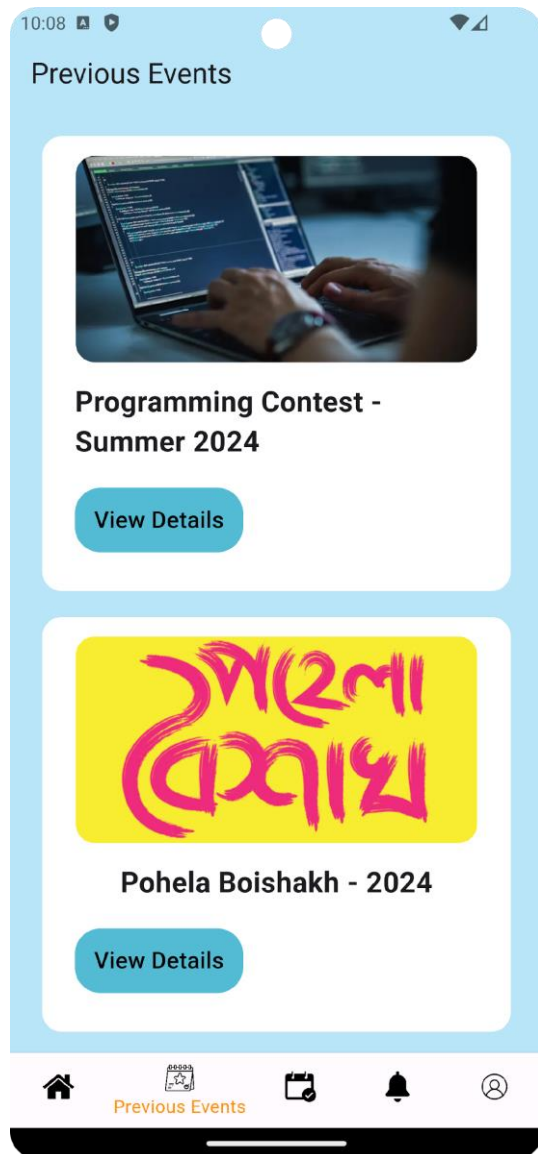 10:08
Previous Events
Programming Contest -
Summer 2024
View Details
পহেলা
বৈশাখ
Pohela Boishakh - 2024
View Details
Previous Events